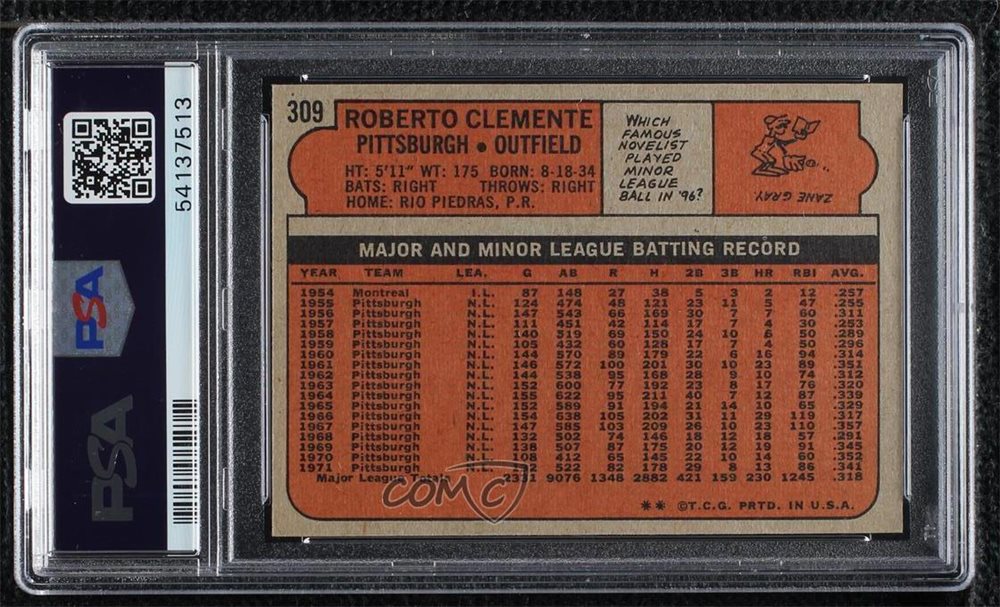 309
ROBERTO CLEMENTE
PITTSBURGH • OUTFIELD
HT: 5'11" WT: 175 BORN: 8-18-34
BATS: RIGHT THROWS: RIGHT
HOME: RIO PIEDRAS, P.R.
WHICH
FAMOUS
NOVELIST
PLAYED
MINOR
LEAGUE
BALL IN '96?
ZANE GRAY.
MAJOR AND MINOR LEAGUE BATTING RECORD
YEAR TEAM LEA. G AB R H 2B 3B HR RBI AVG.
1954 Montreal I.L. 87 148 27 38 5 3 2 12 .257
1955 Pittsburgh N.L. 124 474 48 121 23 11 5 47 .255
1956 Pittsburgh N.L. 147 543 66 169 30 7 7 60 .311
1957 Pittsburgh N.L. 111 451 42 114 17 7 4 30 .253
1958 Pittsburgh N.L. 140 519 69 150 24 10 6 50 .289
1959 Pittsburgh N.L. 105 432 60 128 17 7 4 50 .296
1960 Pittsburgh N.L. 144 570 89 179 22 6 16 94 .314
1961 Pittsburgh N.L. 146 572 100 201 30 10 23 89 .351
1962 Pittsburgh N.L. 144 538 95 168 28 9 10 74 .312
1963 Pittsburgh N.L. 152 600 77 192 23 8 17 76 .320
1964 Pittsburgh N.L. 155 622 95 211 40 7 12 87 .339
1965 Pittsburgh N.L. 152 589 91 194 21 14 10 65 .329
1966 Pittsburgh N.L. 154 638 105 202 31 11 29 119 .317
1967 Pittsburgh N.L. 147 585 103 209 26 10 23 110 .357
1968 Pittsburgh N.L. 132 502 74 146 18 12 18 57 .291
1969 Pittsburgh N.L. 138 507 87 175 20 12 19 91 .345
1970 Pittsburgh N.L. 108 412 65 145 22 10 14 60 .352
1971 Pittsburgh N.L. 132 522 82 178 29 8 13 86 .341
Major League Totals 2331 9076 1348 2882 421 159 230 1245 .318
** ©T.C.G. PRTD. IN U.S.A.
54137513
PSA
PSA
COMC